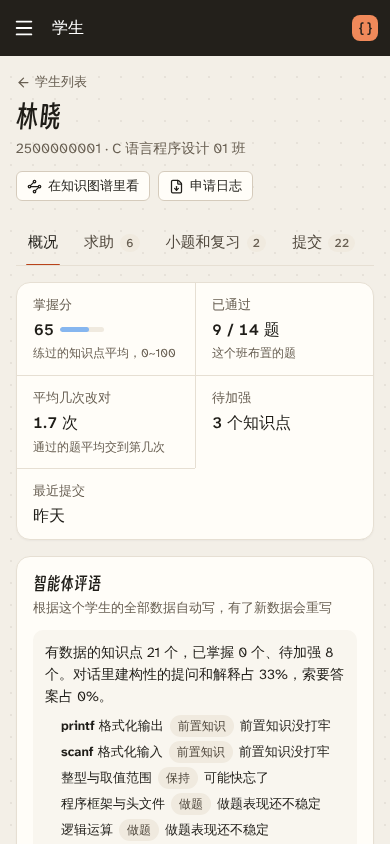 学生
{ }
← 学生列表
林晓
2500000001 · C 语言程序设计 01 班
在知识图谱里看
申请日志
概况
求助 6
小题和复习 2
提交 22
掌握分
65
练过的知识点平均，0~100
已通过
9 / 14 题
这个班布置的题
平均几次改对
1.7 次
通过的题平均交到第几次
待加强
3 个知识点
最近提交
昨天
智能体评语
根据这个学生的全部数据自动写，有了新数据会重写
有数据的知识点 21 个，已掌握 0 个、待加强 8
个。对话里建构性的提问和解释占 33%，索要答
案占 0%。
printf 格式化输出 前置知识 前置知识没打牢
scanf 格式化输入 前置知识 前置知识没打牢
整型与取值范围 保持 可能快忘了
程序框架与头文件 做题 做题表现还不稳定
逻辑运算 做题 做题表现还不稳定